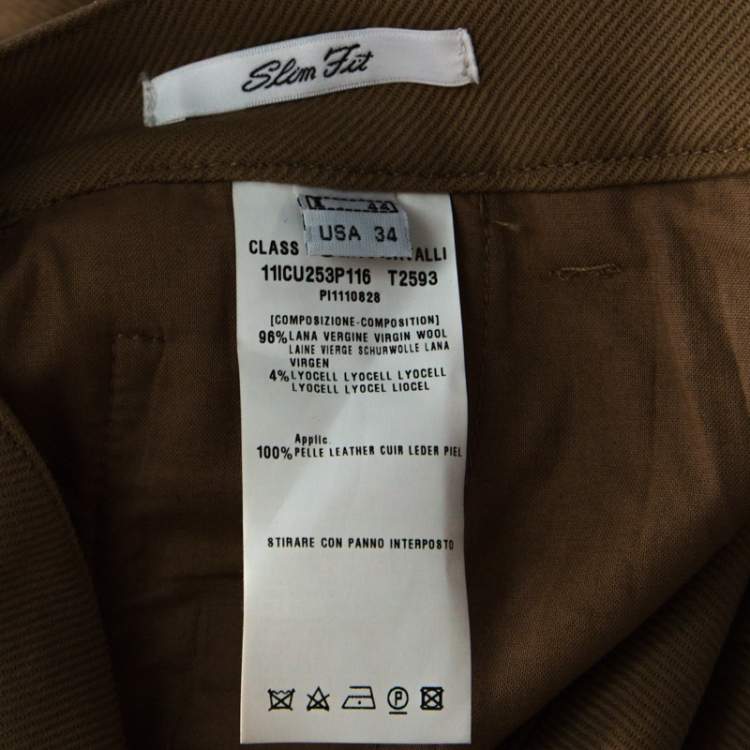 Slim Fit
44
USA 34
CLASS
11ICU253P116 T2593
PI1110828
[COMPOSIZIONE-COMPOSITION]
96% LANA VERGINE VIRGIN WOOL
LAINE VIERGE SCHURWOLLE LANA
VIRGEN
4% LYOCELL LYOCELL LYOCELL
LYOCELL LYOCEL LIOCEL
Applic.
100% PELLE LEATHER CUIR LEDER PIEL
STIRARE CON PANNO INTERPOSTO
P